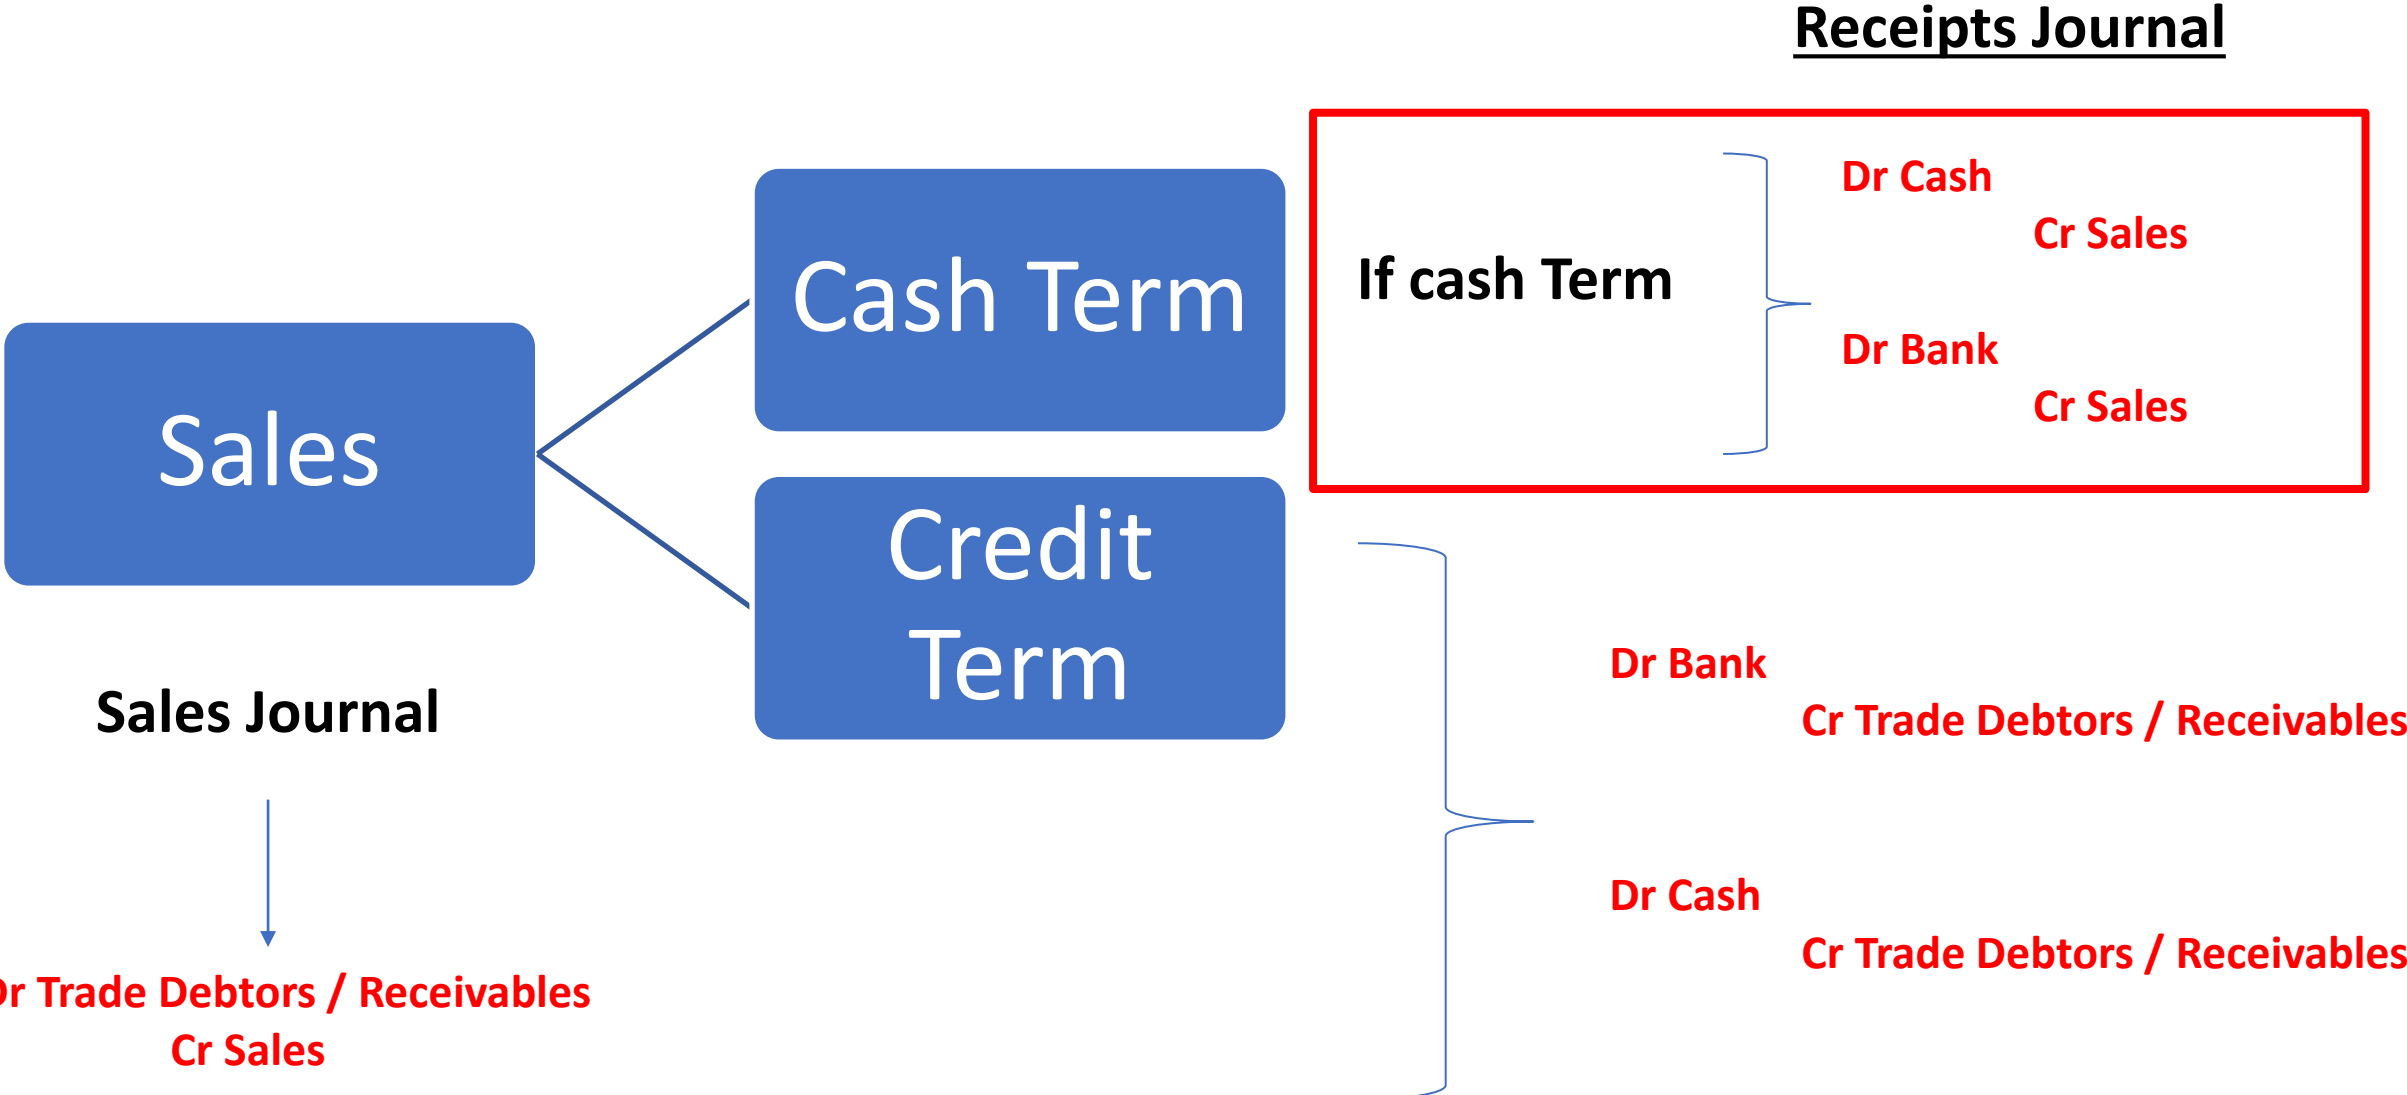 Receipts Journal
Dr Cash
Cr Sales
If cash Term
Dr Bank
Cr Sales
Cash Term
Sales
Credit
Term
Dr Bank
Cr Trade Debtors / Receivables
Sales Journal
Dr Cash
Cr Trade Debtors / Receivables
Dr Trade Debtors / Receivables
Cr Sales